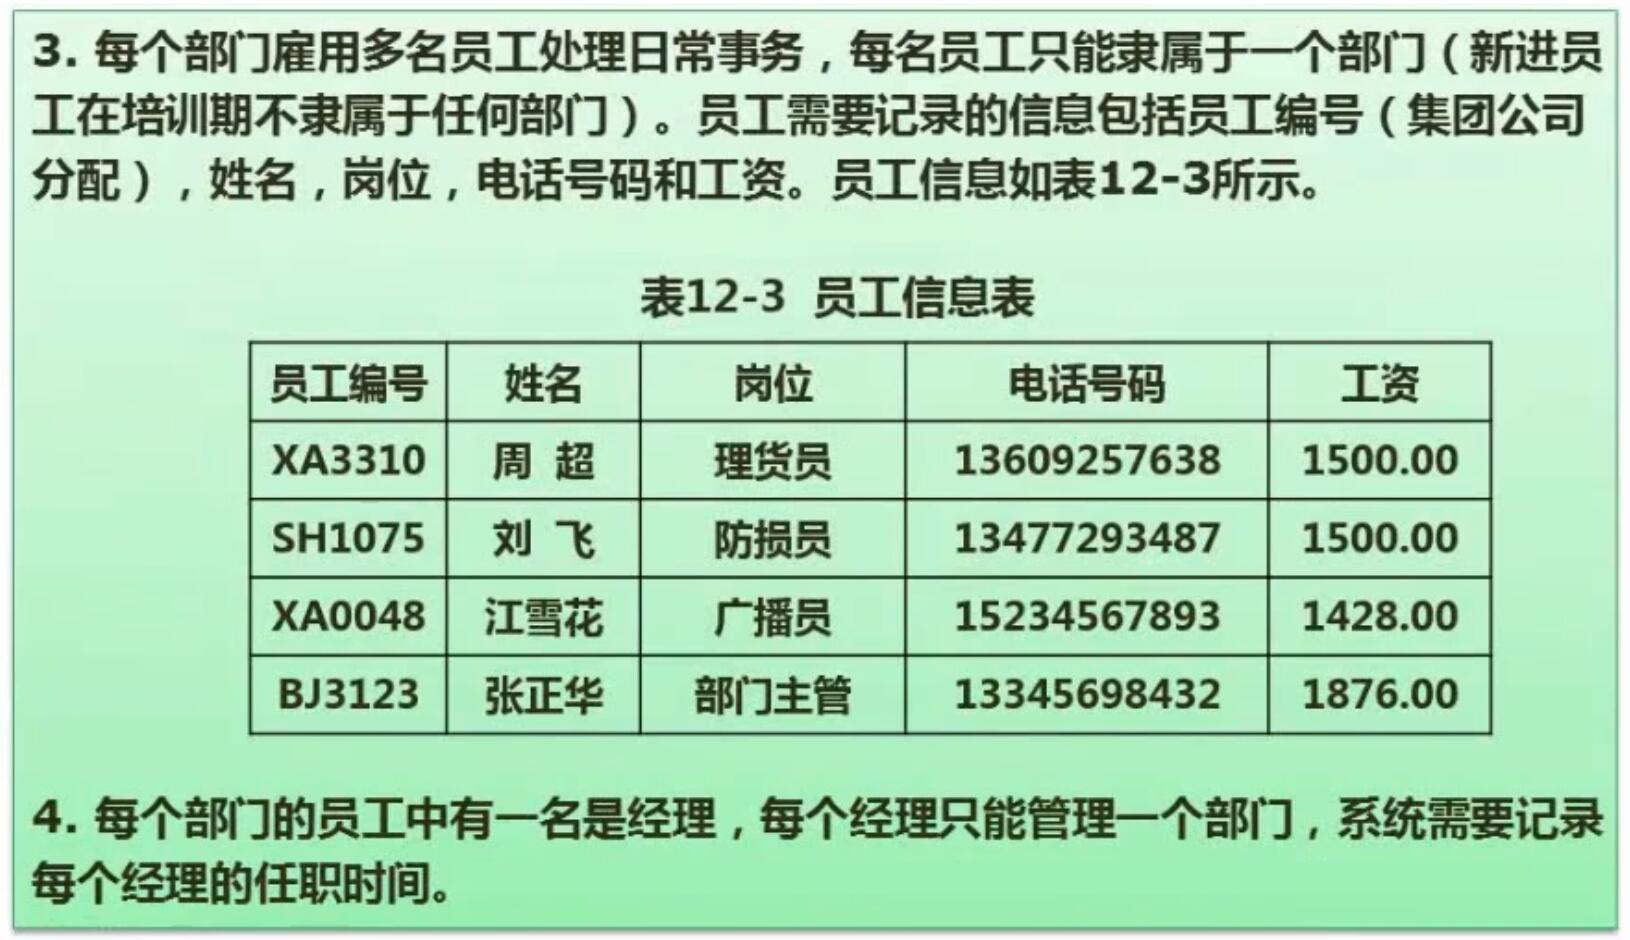 3. 每个部门雇用多名员工处理日常事务，每名员工只能隶属于一个部门（新进员
工在培训期不隶属于任何部门）。员工需要记录的信息包括员工编号（集团公司
分配），姓名，岗位，电话号码和工资。员工信息如表12-3所示。
表12-3 员工信息表
员工编号 姓名 岗位 电话号码 工资
XA3310 周 超 理货员 13609257638 1500.00
SH1075 刘 飞 防损员 13477293487 1500.00
XA0048 江雪花 广播员 15234567893 1428.00
BJ3123 张正华 部门主管 13345698432 1876.00
4. 每个部门的员工中有一名是经理，每个经理只能管理一个部门，系统需要记录
每个经理的任职时间。